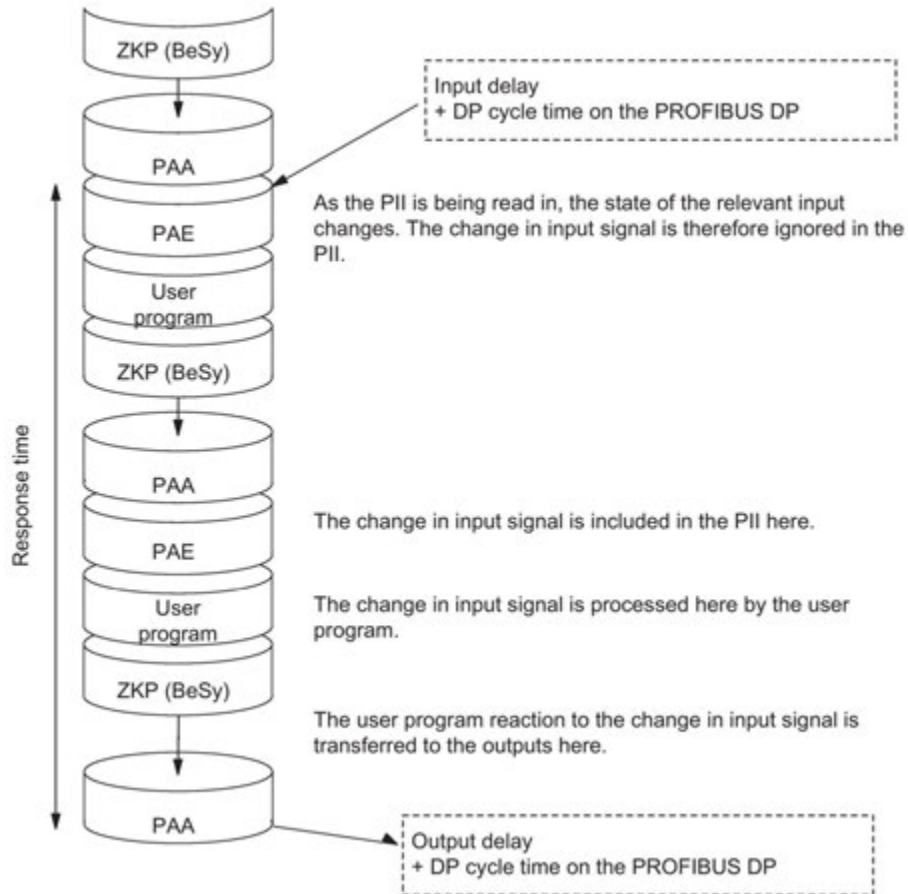 ZKP (BeSy)
Input delay
+ DP cycle time on the PROFIBUS DP
PAA
As the PII is being read in, the state of the relevant input
changes. The change in input signal is therefore ignored in the
PII.
PAE
User
program
ZKP (BeSy)
Response time
PAA
The change in input signal is included in the PII here.
PAE
The change in input signal is processed here by the user
program.
User
program
ZKP (BeSy)
The user program reaction to the change in input signal is
transferred to the outputs here.
PAA
Output delay
+ DP cycle time on the PROFIBUS DP